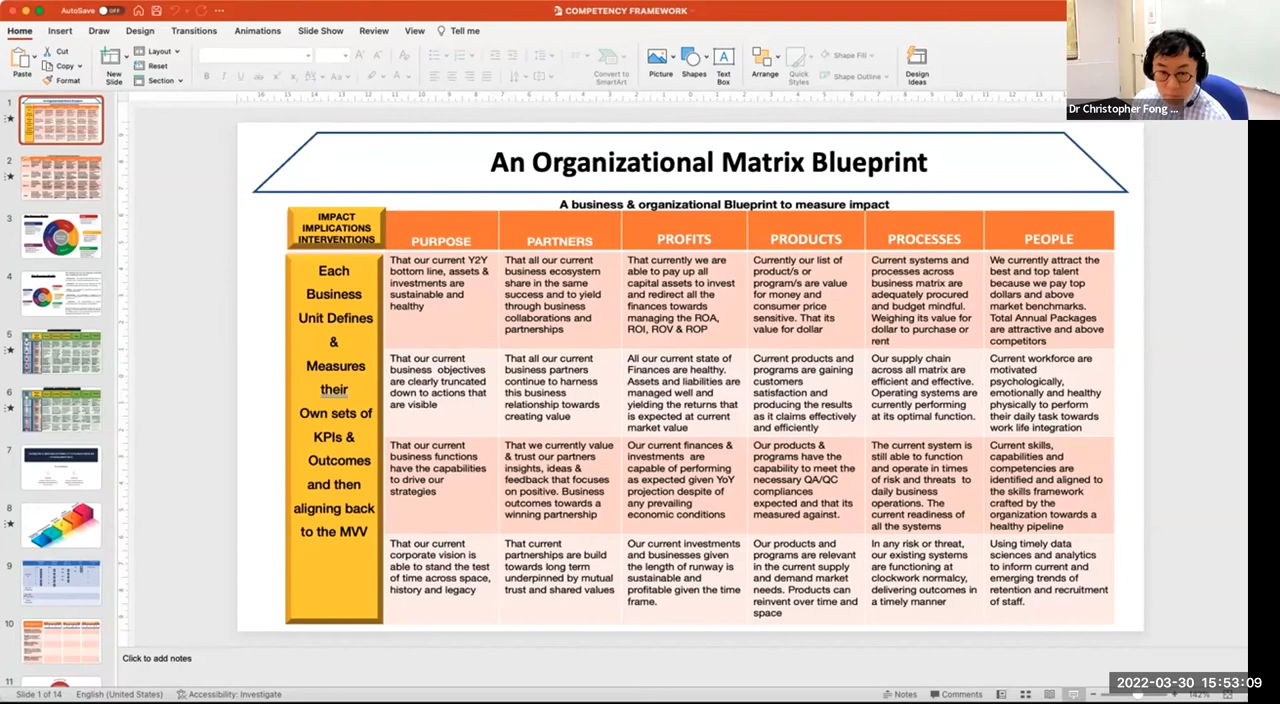 AutoSave OFF
COMPETENCY FRAMEWORK
Home Insert Draw Design Transitions Animations Slide Show Review View Tell me
Paste
Cut
Copy
Format
New
Slide
Layout
Reset
Section
Convert to
SmartArt
Picture
Shapes
Text
Box
Arrange
Quick
Styles
Shape Fill
Shape Outline
Design
Ideas
Dr Christopher Fong ...
1
2
3
4
5
6
7
8
9
10
11
An Organizational Matrix Blueprint
A business & organizational Blueprint to measure impact
IMPACT
IMPLICATIONS
INTERVENTIONS
PURPOSE
PARTNERS
PROFITS
PRODUCTS
PROCESSES
PEOPLE
Each
Business
Unit Defines
&
Measures
their
Own sets of
KPIs &
Outcomes
and then
aligning back
to the MVV
That our current Y2Y
bottom line, assets &
investments are
sustainable and
healthy
That all our current
business ecosystem
share in the same
success and to yield
through business
collaborations and
partnerships
That currently we are
able to pay up all
capital assets to invest
and redirect all the
finances towards
managing the ROA,
ROI, ROV & ROP
Currently our list of
product/s or
program/s are value
for money and
consumer price
sensitive. That its
value for dollar
Current systems and
processes across
business matrix are
adequately procured
and budget mindful.
Weighing its value for
dollar to purchase or
rent
We currently attract the
best and top talent
because we pay top
dollars and above
market benchmarks.
Total Annual Packages
are attractive and above
competitors
That our current
business objectives
are clearly truncated
down to actions that
are visible
That all our current
business partners
continue to harness
this business
relationship towards
creating value
All our current state of
Finances are healthy.
Assets and liabilities are
managed well and
yielding the returns that
is expected at current
market value
Current products and
programs are gaining
customers
satisfaction and
producing the results
as it claims effectively
and efficiently
Our supply chain
across all matrix are
efficient and effective.
Operating systems are
currently performing
at its optimal function.
Current workforce are
motivated
psychologically,
emotionally and healthy
physically to perform
their daily task towards
work life integration
That our current
business functions
have the capabilities
to drive our
strategies
That we currently value
& trust our partners
insights, ideas &
feedback that focuses
on positive. Business
outcomes towards a
winning partnership
Our current finances &
investments are
capable of performing
as expected given YoY
projection despite of
any prevailing
economic conditions
Our products &
programs have the
capability to meet the
necessary QA/QC
compliances
expected and that its
measured against.
The current system is
still able to function
and operate in times
of risk and threats to
daily business
operations. The
current readiness of
all the systems
Current skills,
capabilities and
competencies are
identified and aligned to
the skills framework
crafted by the
organization towards a
healthy pipeline
That our current
corporate vision is
able to stand the test
of time across space,
history and legacy
That current
partnerships are build
towards long term
underpinned by mutual
trust and shared values
Our current investments
and businesses given
the length of runway is
sustainable and
profitable given the time
frame.
Our products and
programs are relevant
in the current supply
and demand market
needs. Products can
reinvent over time and
space
In any risk or threat,
our existing systems
are functioning at
clockwork normalcy,
delivering outcomes in
a timely manner
Using timely data
sciences and analytics
to inform current and
emerging trends of
retention and recruitment
of staff.
Click to add notes
Slide 1 of 14 English (United States) Accessibility: Investigate
Notes Comments 142%
2022-03-30 15:53:09